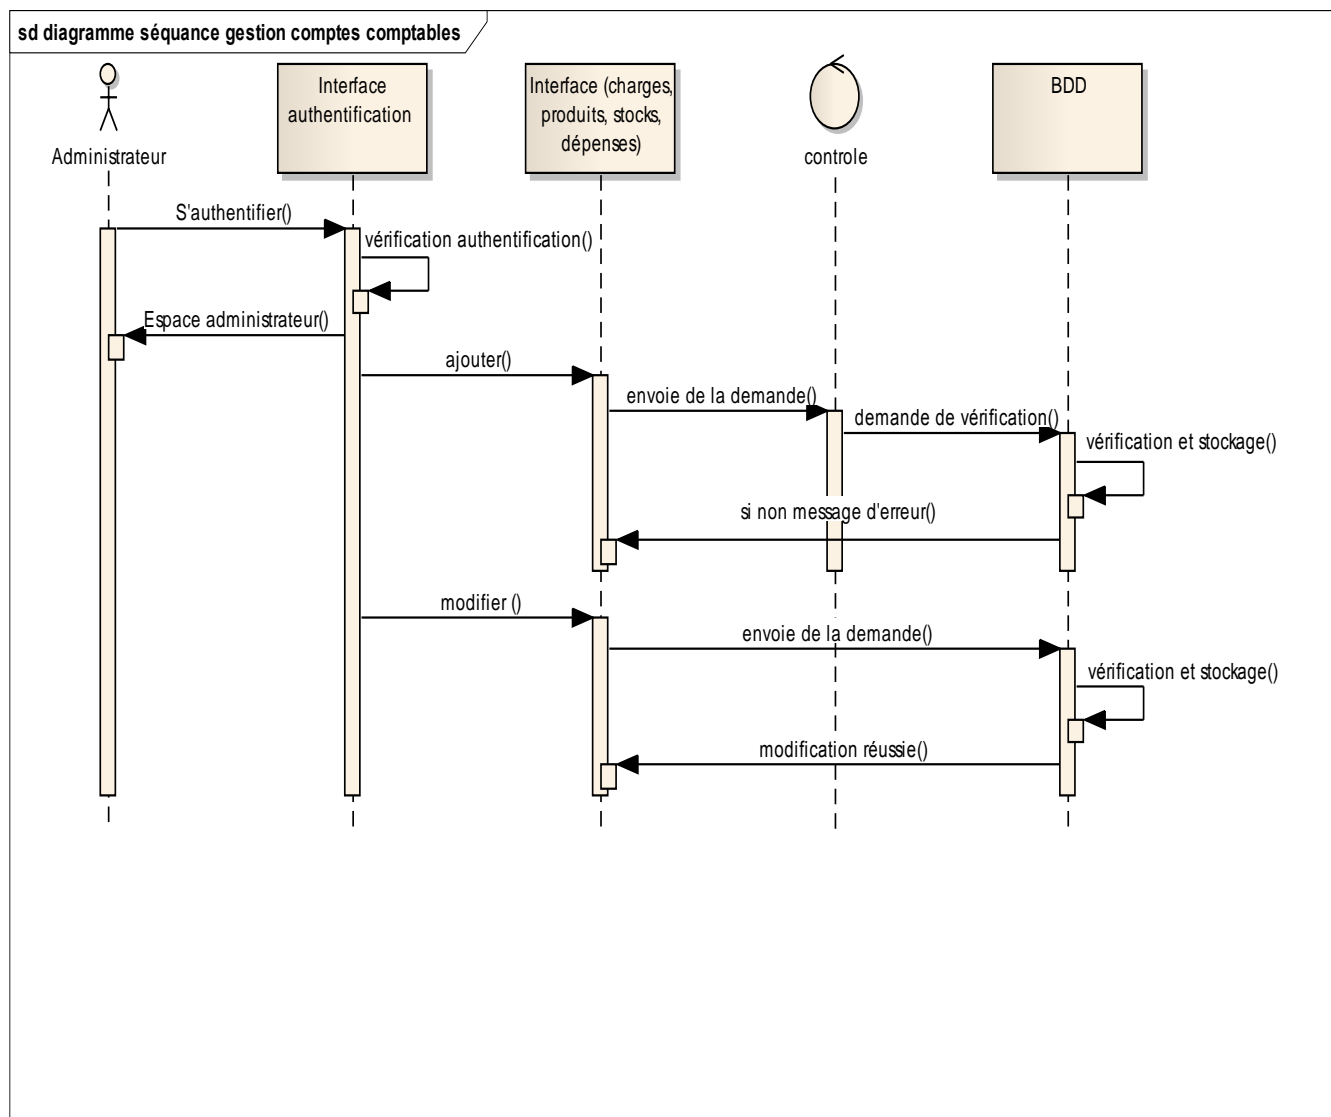 sd diagramme séquance gestion comptes comptables
Administrateur
Interface
authentification
Interface (charges,
produits, stocks,
dépenses)
controle
BDD
S'authentifier()
vérification authentification()
Espace administrateur()
ajouter()
envoie de la demande()
demande de vérification()
vérification et stockage()
si non message d'erreur()
modifier ()
envoie de la demande()
vérification et stockage()
modification réussie()